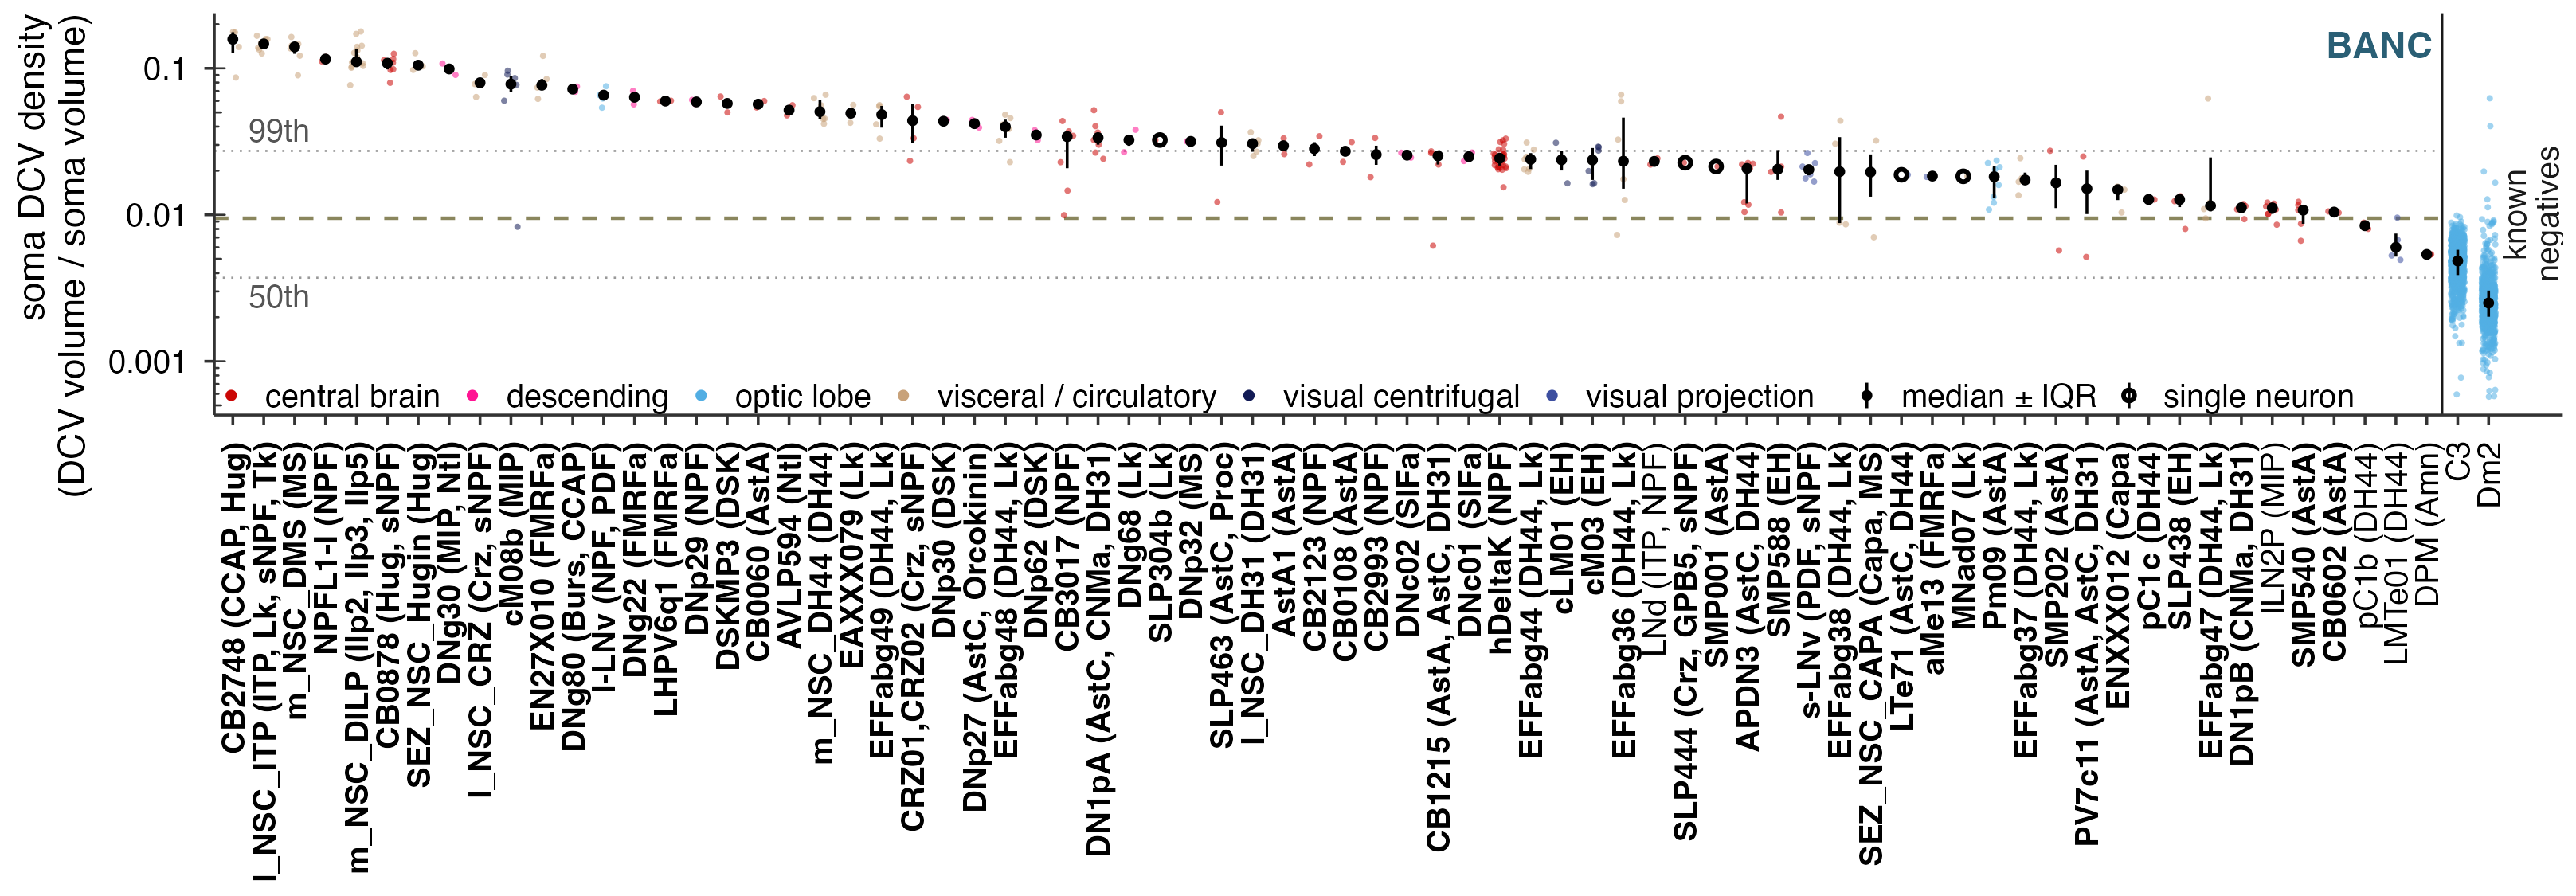 soma DCV density
(DCV volume / soma volume)
0.1
0.01
0.001
99th
50th
BANC
known
negatives
central brain
descending
optic lobe
visceral / circulatory
visual centrifugal
visual projection
median ± IQR
single neuron
CB2748 (CCAP, Hug)
l_NSC_ITP (ITP, Lk, sNPF, Tk)
m_NSC_DMS (MS)
NPFL1-I (NPF)
m_NSC_DILP (Ilp2, Ilp3, Ilp5)
CB0878 (Hug, sNPF)
SEZ_NSC_Hugin (Hug)
DNg30 (MIP, Ntl)
l_NSC_CRZ (Crz, sNPF)
cM08b (MIP)
EN27X010 (FMRFa)
DNg80 (Burs, CCAP)
l-LNv (NPF, PDF)
DNg22 (FMRFa)
LHPV6q1 (FMRFa)
DNp29 (NPF)
DSKMP3 (DSK)
CB0060 (AstA)
AVLP594 (Ntl)
m_NSC_DH44 (DH44)
EAXXX079 (Lk)
EFFabg49 (DH44, Lk)
CRZ01,CRZ02 (Crz, sNPF)
DNp30 (DSK)
DNp27 (AstC, Orcokinin)
EFFabg48 (DH44, Lk)
DNp62 (DSK)
CB3017 (NPF)
DN1pA (AstC, CNMa, DH31)
DNg68 (Lk)
SLP304b (Lk)
DNp32 (MS)
SLP463 (AstC, Proc)
l_NSC_DH31 (DH31)
AstA1 (AstA)
CB2123 (NPF)
CB0108 (AstA)
CB2993 (NPF)
DNc02 (SIFa)
CB1215 (AstA, AstC, DH31)
DNc01 (SIFa)
hDeltaK (NPF)
EFFabg44 (DH44, Lk)
cLM01 (EH)
cM03 (EH)
EFFabg36 (DH44, Lk)
LNd (ITP, NPF)
SLP444 (Crz, GPB5, sNPF)
SMP001 (AstA)
APDN3 (AstC, DH44)
SMP588 (EH)
s-LNv (PDF, sNPF)
EFFabg38 (DH44, Lk)
SEZ_NSC_CAPA (Capa, MS)
LTe71 (AstC, DH44)
aMe13 (FMRFa)
MNad07 (Lk)
Pm09 (AstA)
EFFabg37 (DH44, Lk)
SMP202 (AstA)
PV7c11 (AstA, AstC, DH31)
ENXXX012 (Capa)
pC1c (DH44)
SLP438 (EH)
EFFabg47 (DH44, Lk)
DN1pB (CNMa, DH31)
ILN2P (MIP)
SMP540 (AstA)
CB0602 (AstA)
pC1b (DH44)
LMTe01 (DH44)
DPM (Amn)
C3
Dm2